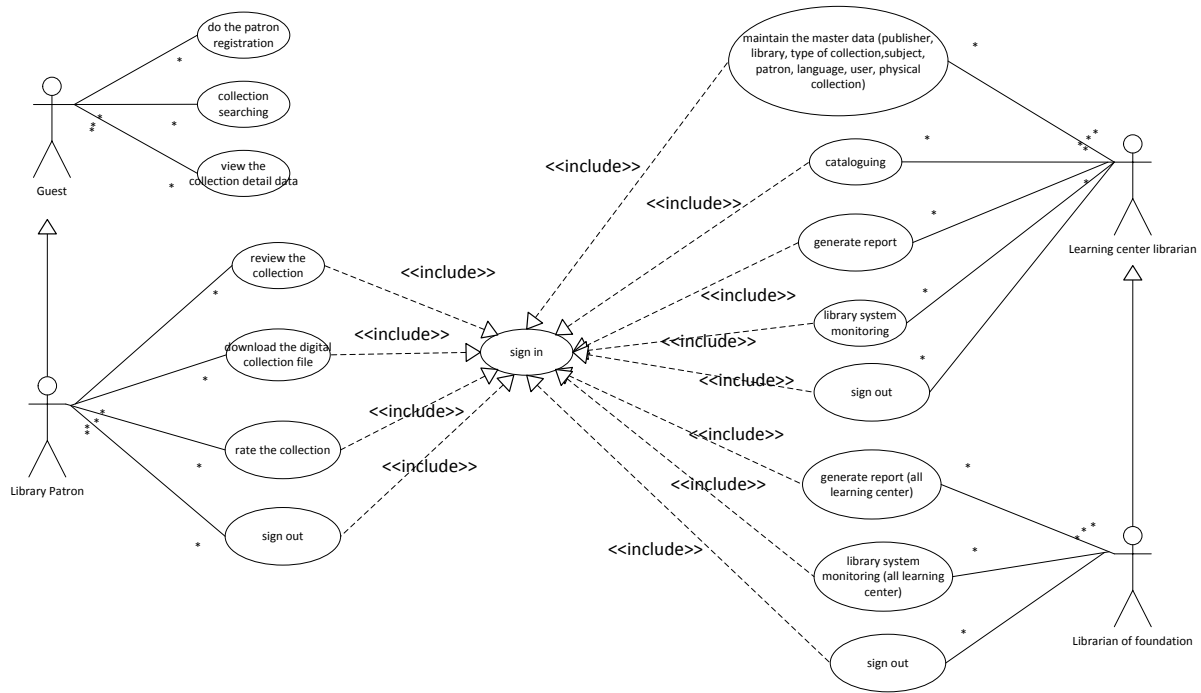 do the patron
registration
*
collection
searching
*
*
*
*
view the
collection detail data
*
Guest
review the
collection
*
<<include>>
download the digital
collection file
*
<<include>>
rate the collection
*
<<include>>
sign out
*
<<include>>
*
*
*
*
Library Patron
sign in
maintain the master data (publisher,
library, type of collection,subject,
patron, language, user, physical
collection)
*
<<include>>
cataloguing
*
<<include>>
generate report
*
<<include>>
library system
monitoring
*
<<include>>
sign out
*
<<include>>
*
*
*
*
*
Learning center librarian
generate report (all
learning center)
*
<<include>>
library system
monitoring (all learning
center)
*
<<include>>
sign out
*
<<include>>
*
*
*
Librarian of foundation